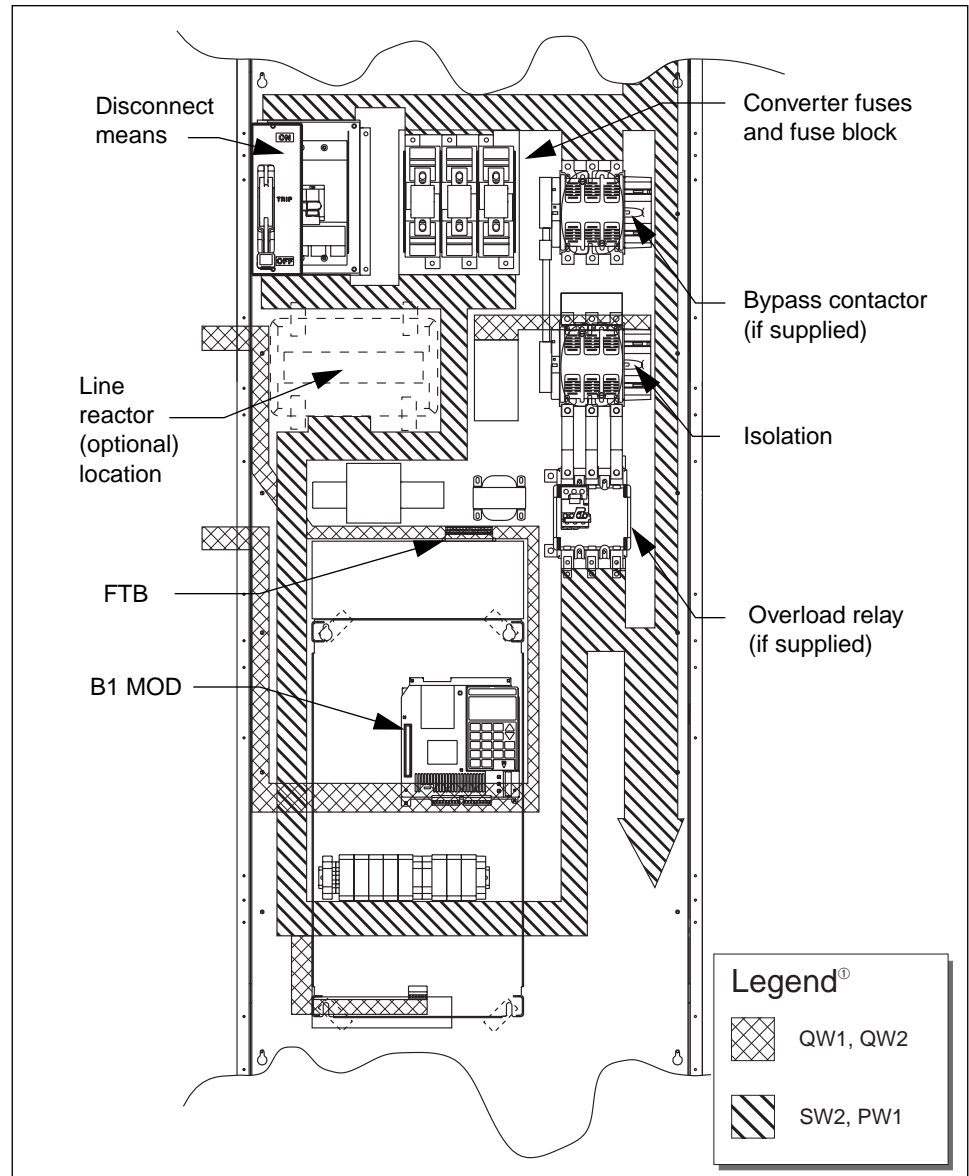 Disconnect
means
ON
TRIP
OFF
Converter fuses
and fuse block
Bypass contactor
(if supplied)
Line
reactor
(optional)
location
Isolation
FTB
Overload relay
(if supplied)
B1 MOD
Legend①
QW1, QW2
SW2, PW1